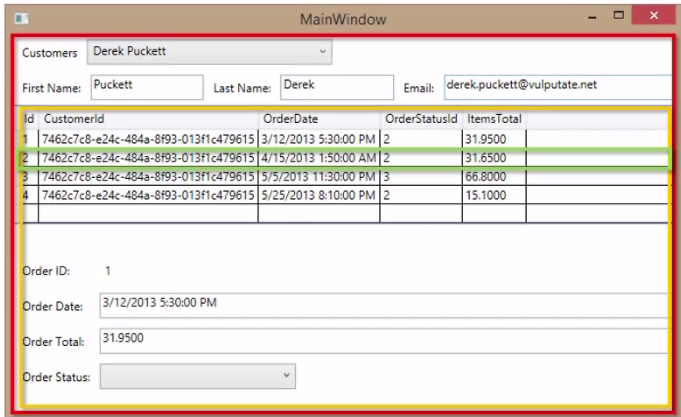 MainWindow
Customers Derek Puckett
First Name: Puckett Last Name: Derek Email: derek.puckett@vulputate.net
Id CustomerId OrderDate OrderStatusId ItemsTotal
1 7462c7c8-e24c-484a-8f93-013f1c479615 3/12/2013 5:30:00 PM 2 31.9500
2 7462c7c8-e24c-484a-8f93-013f1c479615 4/15/2013 1:50:00 AM 2 31.6500
3 7462c7c8-e24c-484a-8f93-013f1c479615 5/5/2013 11:30:00 PM 3 66.8000
4 7462c7c8-e24c-484a-8f93-013f1c479615 5/25/2013 8:10:00 PM 2 15.1000
Order ID: 1
Order Date: 3/12/2013 5:30:00 PM
Order Total: 31.9500
Order Status: